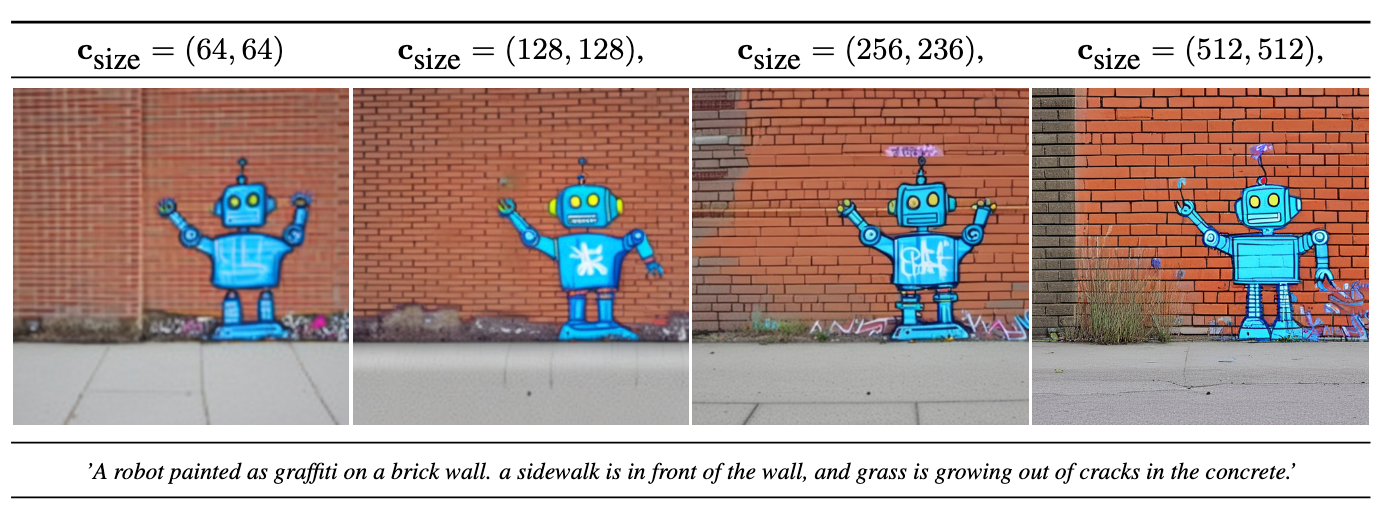 c_size = (64, 64)
c_size = (128, 128),
c_size = (256, 236),
c_size = (512, 512),
'A robot painted as graffiti on a brick wall. a sidewalk is in front of the wall, and grass is growing out of cracks in the concrete.'